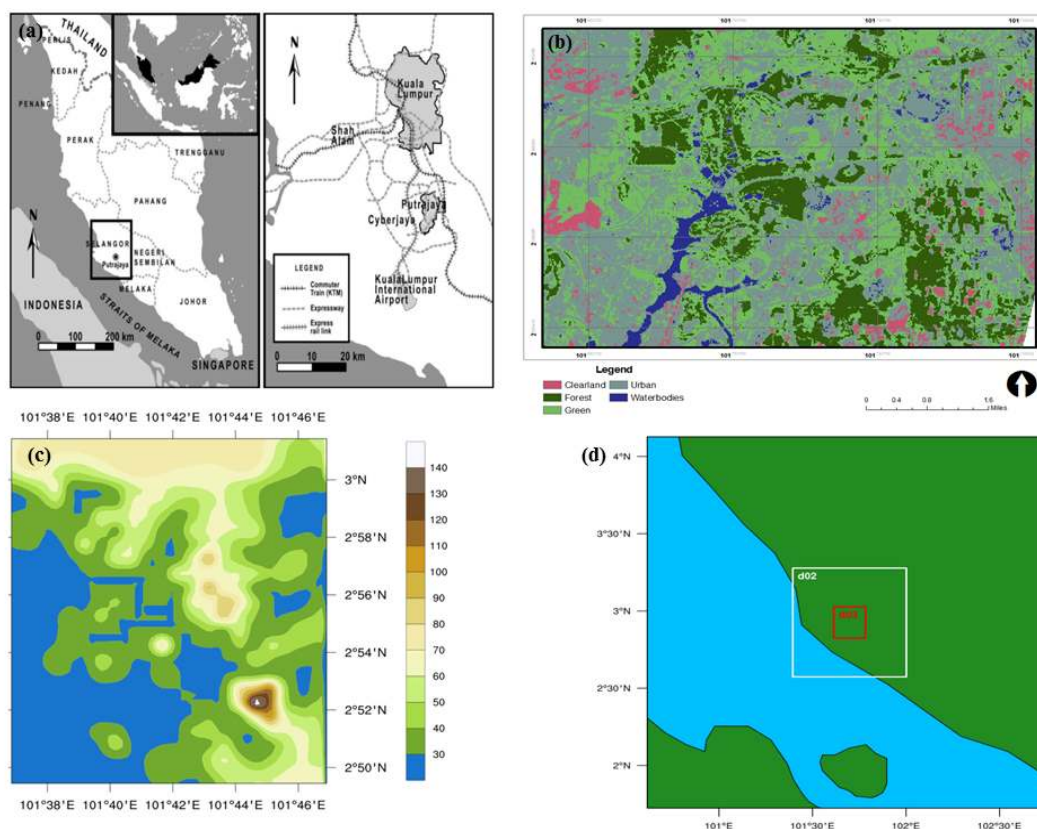 (a)
THAILAND
PERLIS
KEDAH
PENANG
PERAK
TRENGGANU
PAHANG
N
SELANGOR
Putrajaya
NEGERI
SEMBILAN
MELAKA
JOHOR
INDONESIA
STRAITS OF MELAKA
0 100 200 km
SINGAPORE
N
Kuala
Lumpur
Shah
Alam
Putrajaya
Cyberjaya
KualaLumpur
International
Airport
LEGEND
Commuter
Train (KTM)
Expressway
Express
rail link
0 10 20 km
(b)
101
101
101
101
Legend
Clearland
Urban
Forest
Waterbodies
Green
0 0.4 0.8 1.6
Miles
101°38'E 101°40'E 101°42'E 101°44'E 101°46'E
(c)
3°N
2°58'N
2°56'N
2°54'N
2°52'N
2°50'N
101°38'E 101°40'E 101°42'E 101°44'E 101°46'E
140
130
120
110
100
90
80
70
60
50
40
30
(d)
4°N
3°30'N
3°N
2°30'N
2°N
d02
101°E 101°30'E 102°E 102°30'E